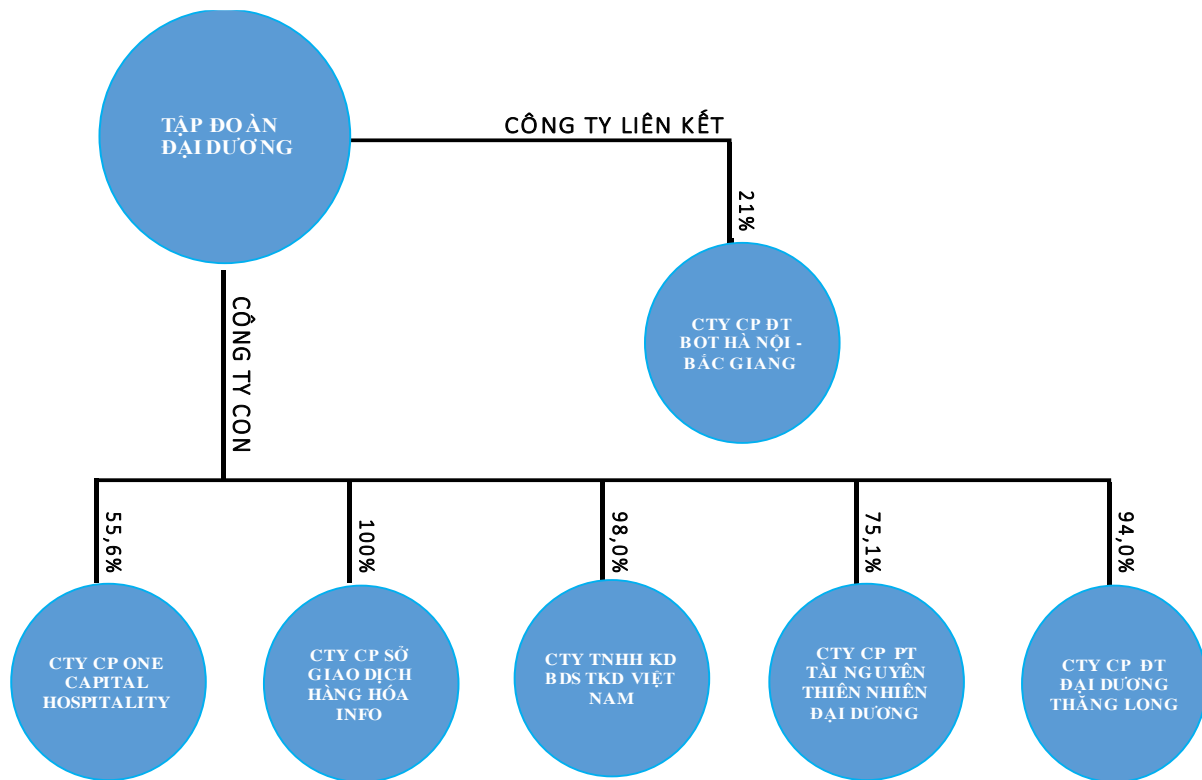 TẬP ĐOÀN
ĐẠI DƯƠNG
CÔNG TY LIÊN KẾT
21%
CTY CP ĐT
BOT HÀ NỘI -
BẮC GIANG
CÔNG TY CON
55,6%
100%
98,0%
75,1%
94,0%
CTY CP ONE
CAPITAL
HOSPITALITY
CTY CP SỞ
GIAO DỊCH
HÀNG HÓA
INFO
CTY TNHH KD
BDS TKD VIỆT
NAM
CTY CP PT
TÀI NGUYÊN
THIÊN NHIÊN
ĐẠI DƯƠNG
CTY CP ĐT
ĐẠI DƯƠNG
THĂNG LONG